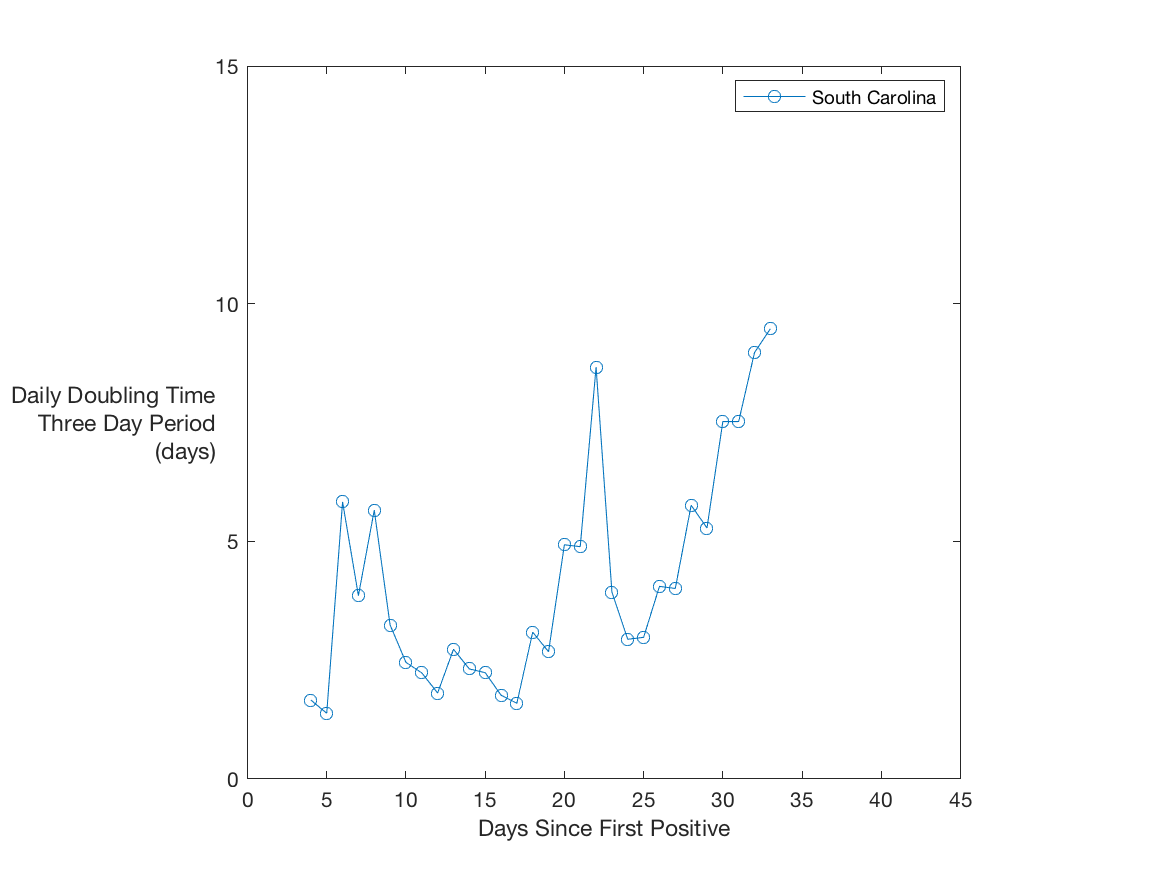 15
South Carolina
10
Daily Doubling Time
Three Day Period
(days)
5
0
0 5 10 15 20 25 30 35 40 45
Days Since First Positive